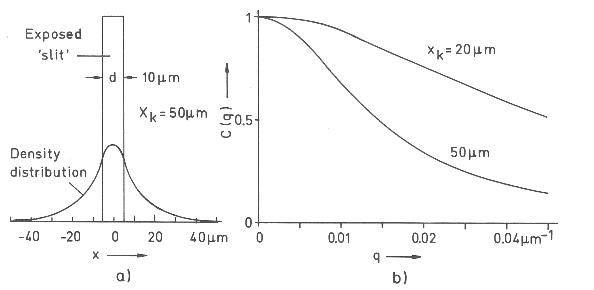 Exposed
'slit'
d
10μm
Xk=50μm
Density
distribution
-40 -20 0 20 40μm
x
a)
1
0.5
0
C(q)
xk=20μm
50μm
0 0.01 0.02 0.04μm-1
q
b)